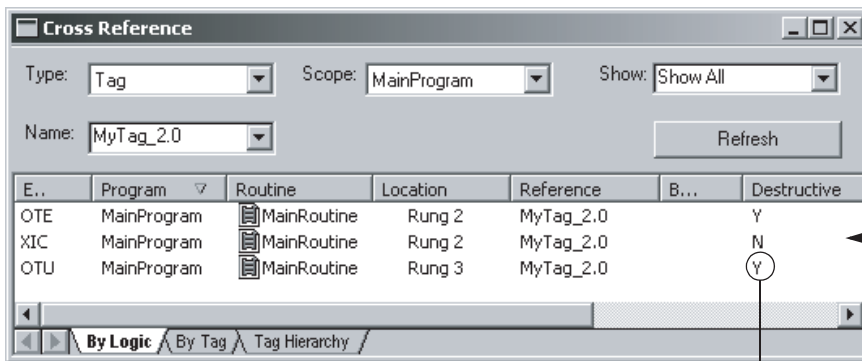 Cross Reference
Type: Tag Scope: MainProgram Show: Show All
Name: MyTag_2.0 Refresh
E.. Program Routine Location Reference B... Destructive
OTE MainProgram MainRoutine Rung 2 MyTag_2.0 Y
XIC MainProgram MainRoutine Rung 2 MyTag_2.0 N
OTU MainProgram MainRoutine Rung 3 MyTag_2.0 Y
By Logic By Tag Tag Hierarchy